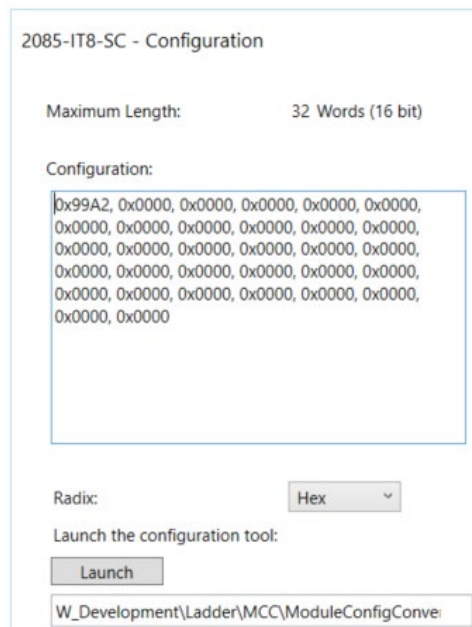 2085-IT8-SC - Configuration
Maximum Length: 32 Words (16 bit)
Configuration:
0x99A2, 0x0000, 0x0000, 0x0000, 0x0000, 0x0000,
0x0000, 0x0000, 0x0000, 0x0000, 0x0000, 0x0000,
0x0000, 0x0000, 0x0000, 0x0000, 0x0000, 0x0000,
0x0000, 0x0000, 0x0000, 0x0000, 0x0000, 0x0000,
0x0000, 0x0000, 0x0000, 0x0000, 0x0000, 0x0000,
0x0000, 0x0000
Radix: Hex
Launch the configuration tool:
Launch
W_Development\Ladder\MCC\ModuleConfigConve